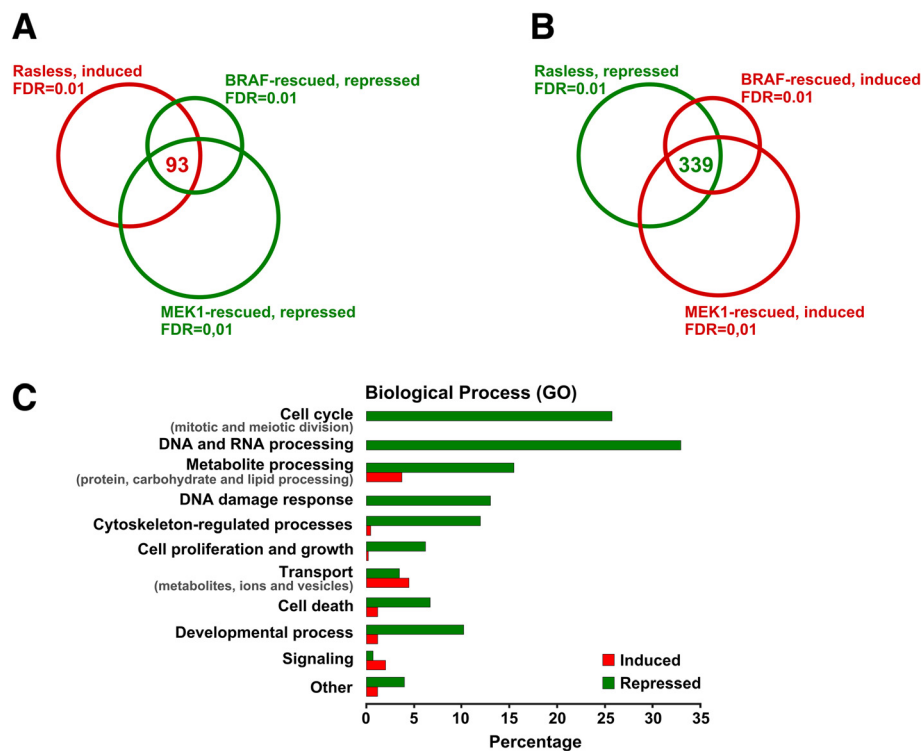 A
Rasless, induced
FDR=0.01
BRAF-rescued, repressed
FDR=0.01
93
MEK1-rescued, repressed
FDR=0,01
B
Rasless, repressed
FDR=0.01
BRAF-rescued, induced
FDR=0.01
339
MEK1-rescued, induced
FDR=0,01
C
Biological Process (GO)
Cell cycle
(mitotic and meiotic division)
DNA and RNA processing
Metabolite processing
(protein, carbohydrate and lipid processing)
DNA damage response
Cytoskeleton-regulated processes
Cell proliferation and growth
Transport
(metabolites, ions and vesicles)
Cell death
Developmental process
Signaling
Other
Induced
Repressed
0 5 10 15 20 25 30 35
Percentage